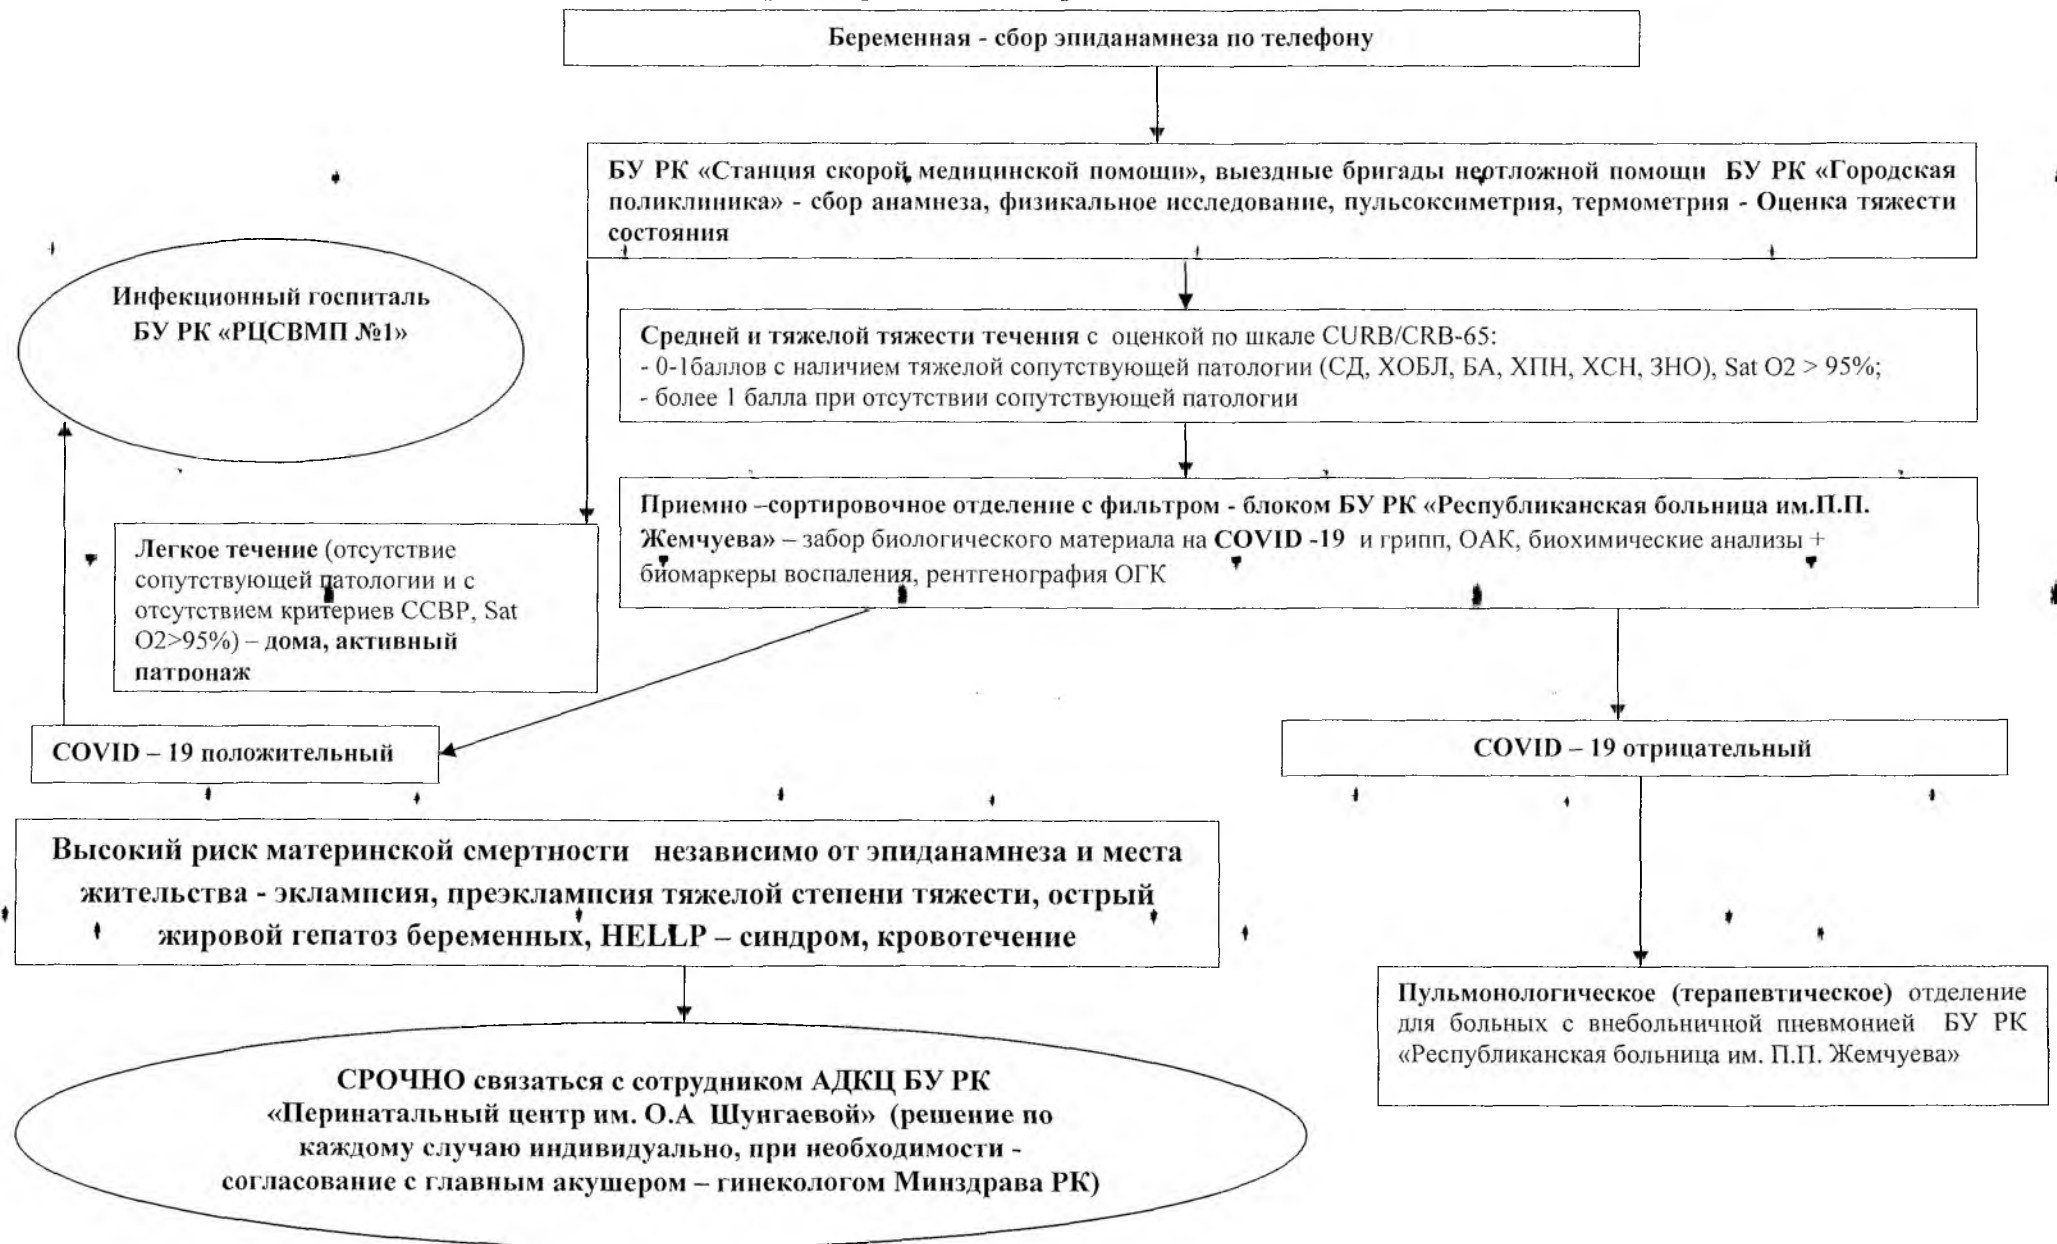 Беременная - сбор эпиданамнеза по телефону
БУ РК «Станция скорой медицинской помощи», выездные бригады неотложной помощи БУ РК «Городская
поликлиника» - сбор анамнеза, физикальное исследование, пульсоксиметрия, термометрия - Оценка тяжести
состояния
Инфекционный госпиталь
БУ РК «РЦСВМП №1»
Средней и тяжелой тяжести течения с оценкой по шкале CURB/CRB-65:
- 0-1баллов с наличием тяжелой сопутствующей патологии (СД, ХОБЛ, БА, ХПН, ХСН, ЗНО), Sat O2 > 95%;
- более 1 балла при отсутствии сопутствующей патологии
Приемно –сортировочное отделение с фильтром - блоком БУ РК «Республиканская больница им.П.П.
Жемчуева» – забор биологического материала на COVID -19 и грипп, ОАК, биохимические анализы +
биомаркеры воспаления, рентгенография ОГК
Легкое течение (отсутствие
сопутствующей патологии и с
отсутствием критериев ССВР, Sat
O2>95%) – дома, активный
патронаж
COVID – 19 положительный
COVID – 19 отрицательный
Высокий риск материнской смертности независимо от эпиданамнеза и места
жительства - эклампсия, преэклампсия тяжелой степени тяжести, острый
жировой гепатоз беременных, HELLP – синдром, кровотечение
Пульмонологическое (терапевтическое) отделение
для больных с внебольничной пневмонией БУ РК
«Республиканская больница им. П.П. Жемчуева»
СРОЧНО связаться с сотрудником АДКЦ БУ РК
«Перинатальный центр им. О.А Шунгаевой» (решение по
каждому случаю индивидуально, при необходимости -
согласование с главным акушером – гинекологом Минздрава РК)